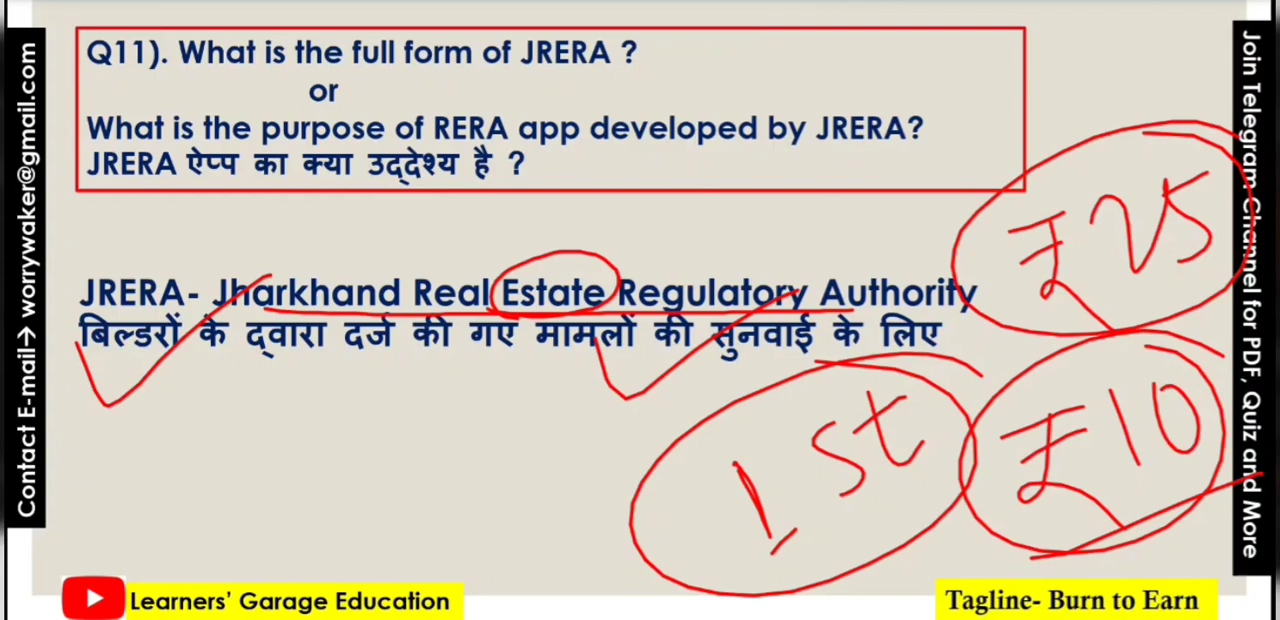 Q11). What is the full form of JRERA ?
or
What is the purpose of RERA app developed by JRERA?
JRERA ऐप्प का क्या उद्देश्य है ?
JRERA- Jharkhand Real Estate Regulatory Authority
बिल्डरों के द्वारा दर्ज की गए मामलों की सुनवाई के लिए
₹25
1st
₹10
Contact E-mail→ worrywaker@gmail.com
Join Telegram Channel for PDF, Quiz and More
Learners’ Garage Education
Tagline- Burn to Earn